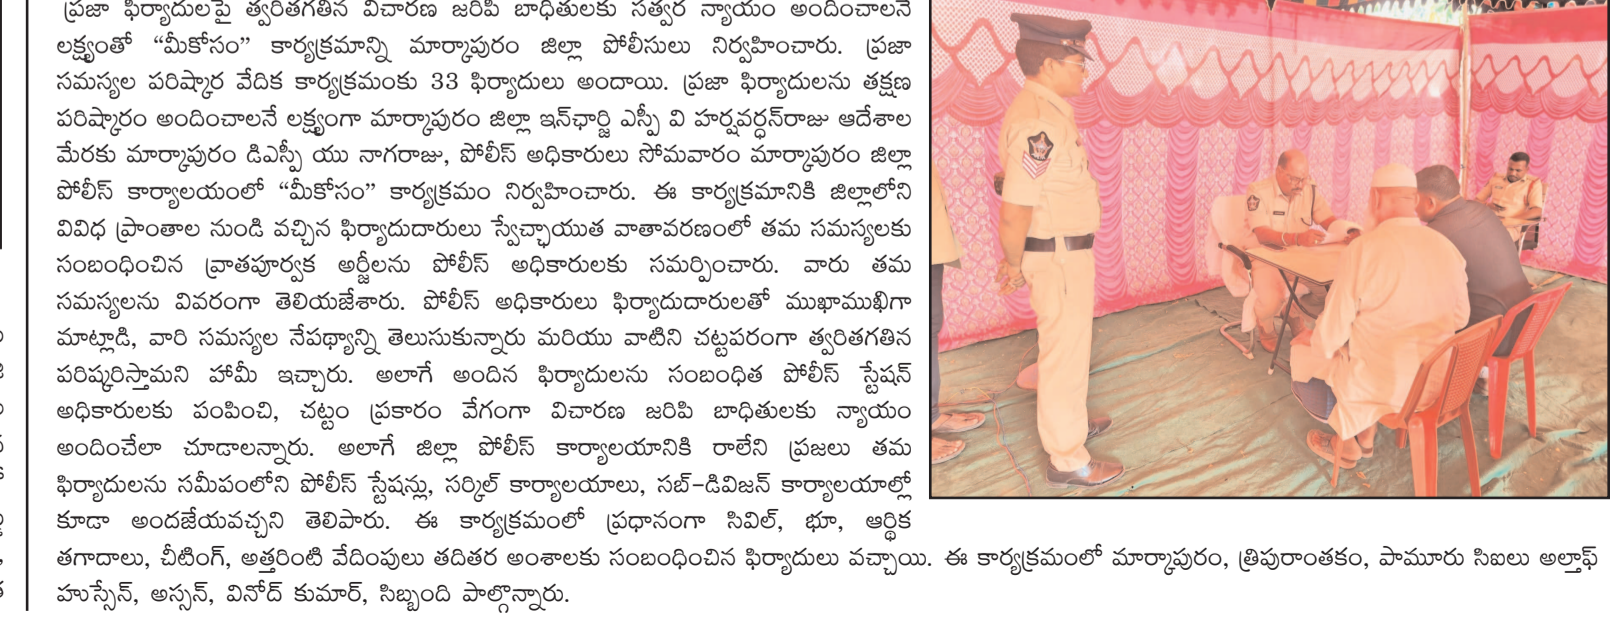 ప్రజా ఫిర్యాదులపై త్వరితగతిన విచారణ జరిపి బాధితులకు సత్వర న్యాయం అందించాలనే
లక్ష్యంతో “మీకోసం” కార్యక్రమాన్ని మార్కాపురం జిల్లా పోలీసులు నిర్వహించారు. ప్రజా
సమస్యల పరిష్కార వేదిక కార్యక్రమంకు 33 ఫిర్యాదులు అందాయి. ప్రజా ఫిర్యాదులను తక్షణ
పరిష్కారం అందించాలనే లక్ష్యంగా మార్కాపురం జిల్లా ఇన్‌ఛార్జి ఎస్పీ వి హర్షవర్ధన్‌రాజు ఆదేశాల
మేరకు మార్కాపురం డిఎస్పీ యు నాగరాజు, పోలీస్ అధికారులు సోమవారం మార్కాపురం జిల్లా
పోలీస్ కార్యాలయంలో “మీకోసం” కార్యక్రమం నిర్వహించారు. ఈ కార్యక్రమానికి జిల్లాలోని
వివిధ ప్రాంతాల నుండి వచ్చిన ఫిర్యాదుదారులు స్వేచ్ఛాయుత వాతావరణంలో తమ సమస్యలకు
సంబంధించిన వ్రాతపూర్వక అర్జీలను పోలీస్ అధికారులకు సమర్పించారు. వారు తమ
సమస్యలను వివరంగా తెలియజేశారు. పోలీస్ అధికారులు ఫిర్యాదుదారులతో ముఖాముఖిగా
మాట్లాడి, వారి సమస్యల నేపథ్యాన్ని తెలుసుకున్నారు మరియు వాటిని చట్టపరంగా త్వరితగతిన
పరిష్కరిస్తామని హామీ ఇచ్చారు. అలాగే అందిన ఫిర్యాదులను సంబంధిత పోలీస్ స్టేషన్
అధికారులకు పంపించి, చట్టం ప్రకారం వేగంగా విచారణ జరిపి బాధితులకు న్యాయం
అందించేలా చూడాలన్నారు. అలాగే జిల్లా పోలీస్ కార్యాలయానికి రాలేని ప్రజలు తమ
ఫిర్యాదులను సమీపంలోని పోలీస్ స్టేషన్లు, సర్కిల్ కార్యాలయాలు, సబ్-డివిజన్ కార్యాలయాల్లో
కూడా అందజేయవచ్చని తెలిపారు. ఈ కార్యక్రమంలో ప్రధానంగా సివిల్, భూ, ఆర్థిక
తగాదాలు, చీటింగ్, అత్తరింటి వేదింపులు తదితర అంశాలకు సంబంధించిన ఫిర్యాదులు వచ్చాయి. ఈ కార్యక్రమంలో మార్కాపురం, త్రిపురాంతకం, పామూరు సిఐలు అల్తాఫ్
హుస్సేన్, అస్సన్, వినోద్ కుమార్, సిబ్బంది పాల్గొన్నారు.